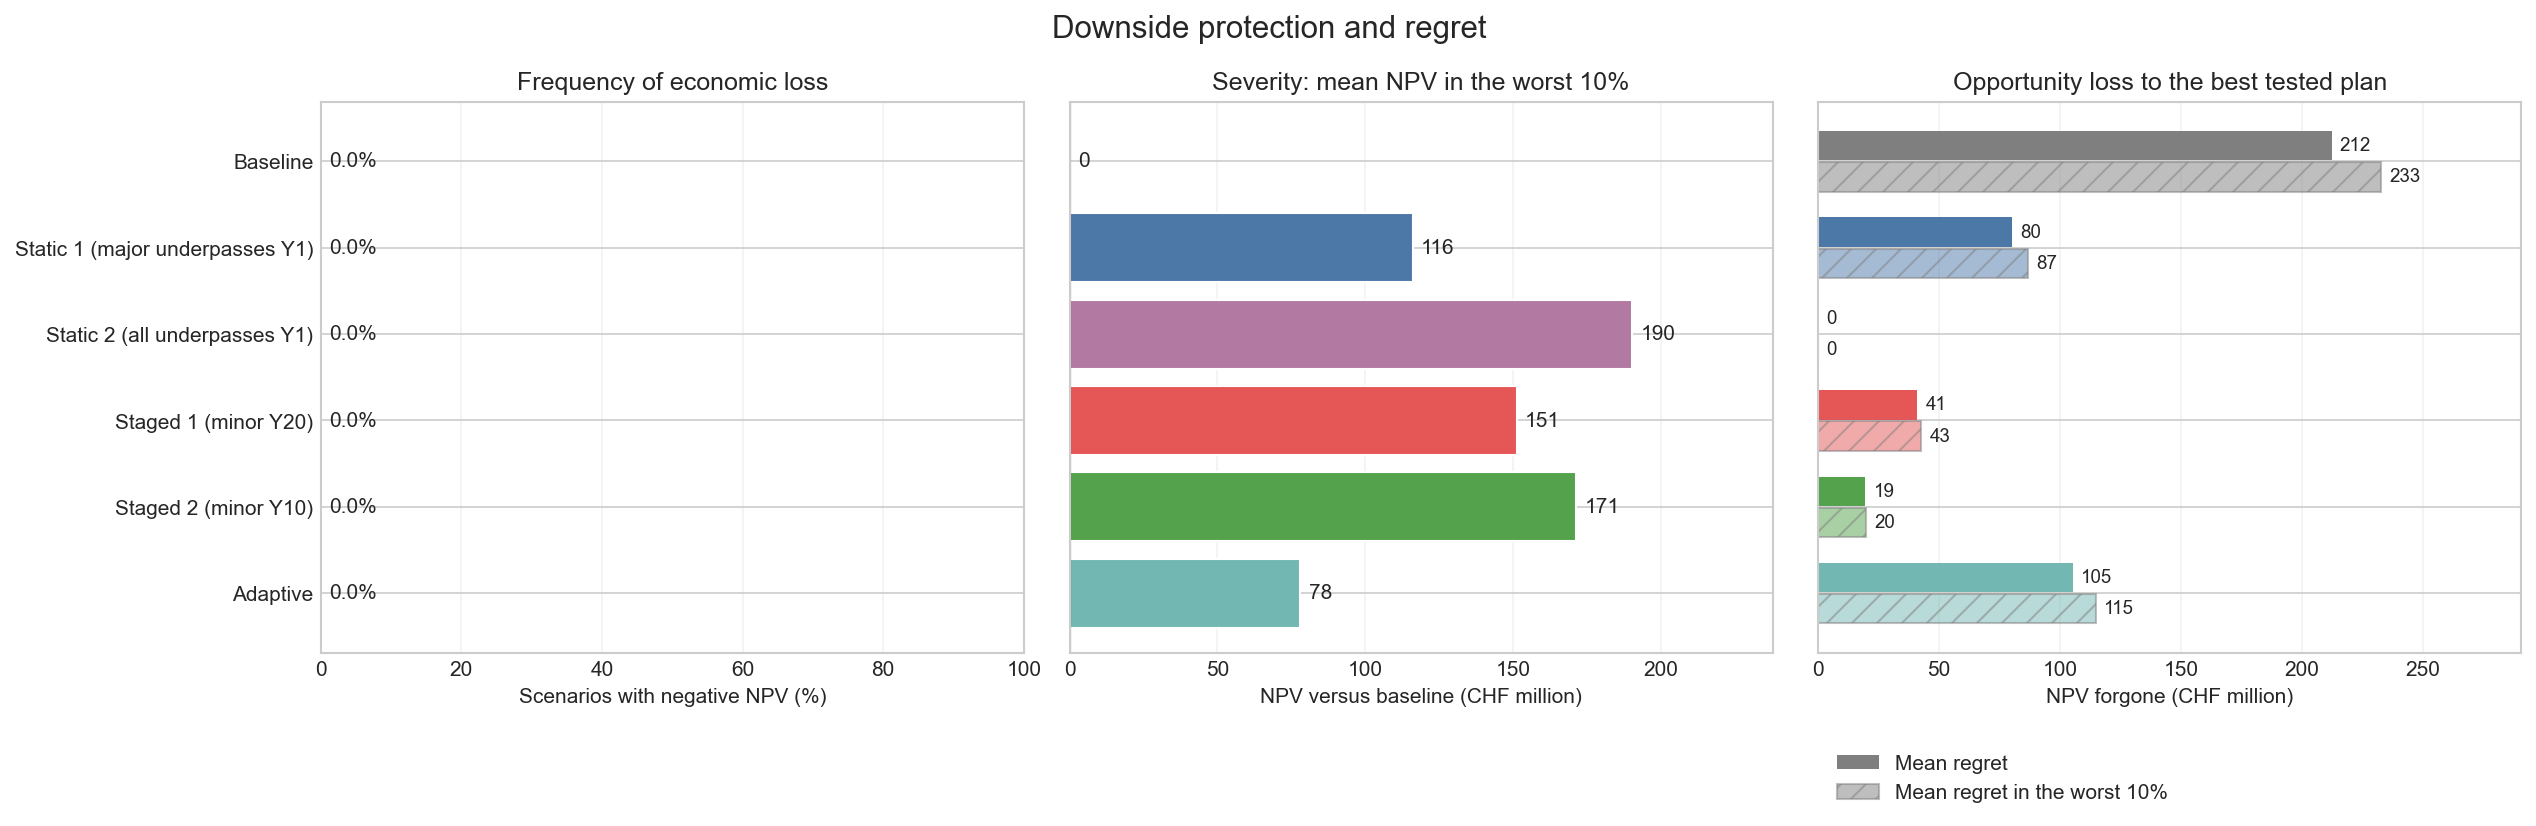 Downside protection and regret
Frequency of economic loss
Baseline
Static 1 (major underpasses Y1)
Static 2 (all underpasses Y1)
Staged 1 (minor Y20)
Staged 2 (minor Y10)
Adaptive
0.0%
0.0%
0.0%
0.0%
0.0%
0.0%
0 20 40 60 80 100
Scenarios with negative NPV (%)
Severity: mean NPV in the worst 10%
0
116
190
151
171
78
0 50 100 150 200
NPV versus baseline (CHF million)
Opportunity loss to the best tested plan
212
233
80
87
0
0
41
43
19
20
105
115
0 50 100 150 200 250
NPV forgone (CHF million)
Mean regret
Mean regret in the worst 10%